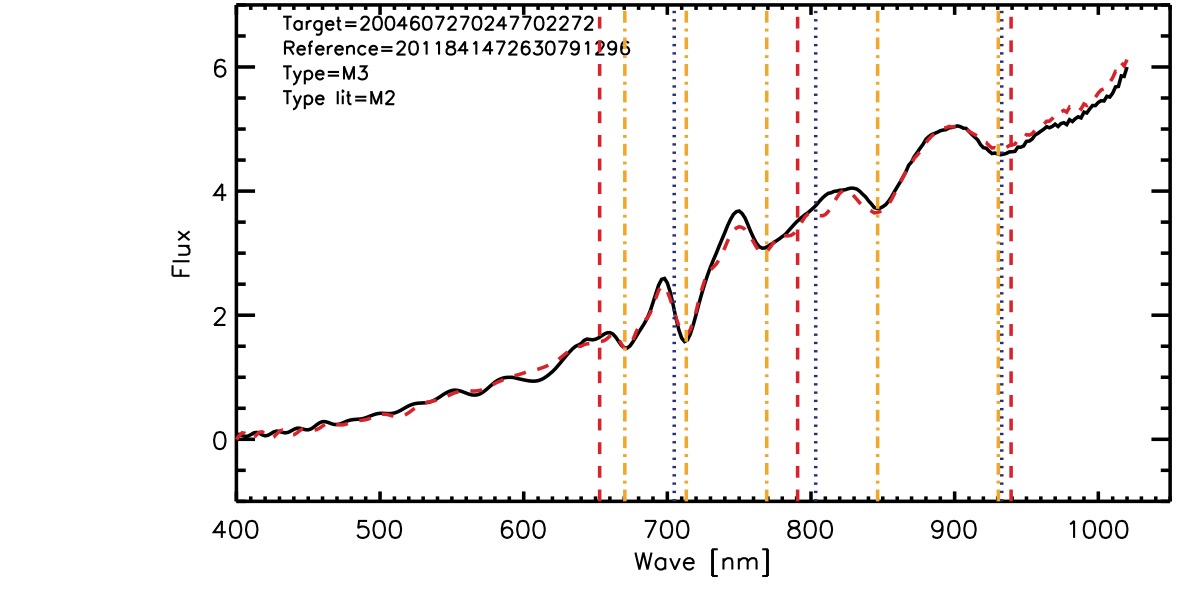 Target=2004607270247702272
Reference=2011841472630791296
Type=M3
Type lit=M2
6
4
2
0
Flux
400 500 600 700 800 900 1000
Wave [nm]